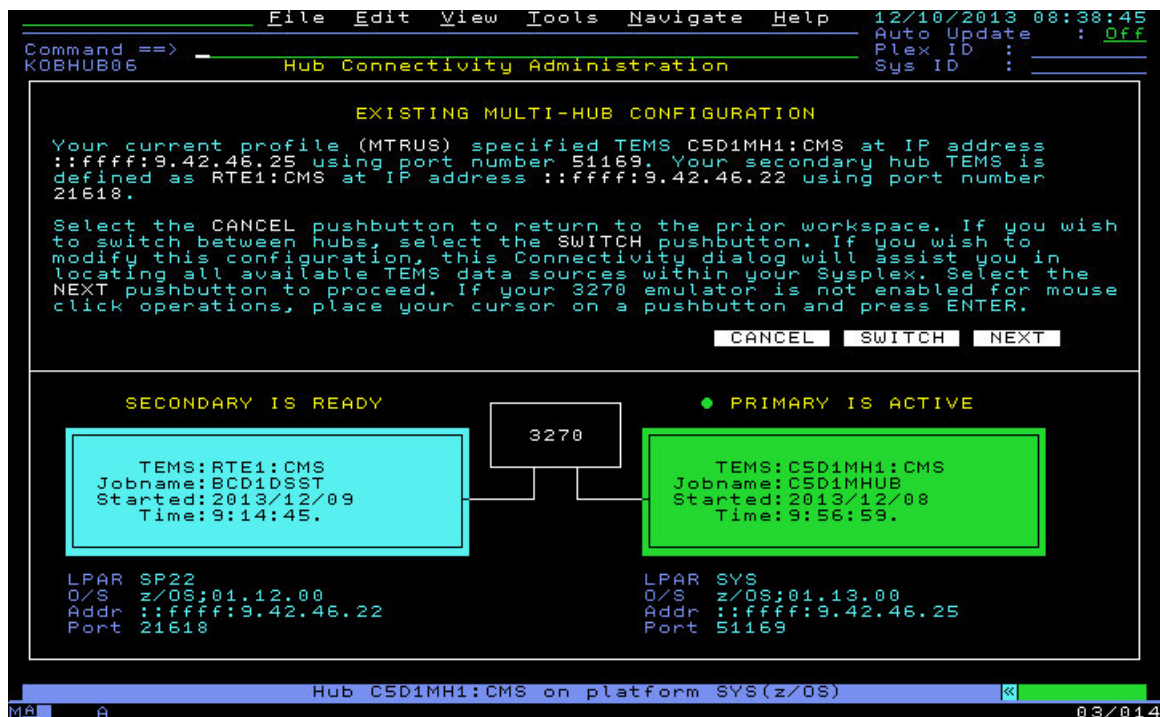 File Edit View Tools Navigate Help 12/10/2013 08:38:45
Auto Update : Off
Command ==> Plex ID :
KOBHUB06 Hub Connectivity Administration Sys ID :
EXISTING MULTI-HUB CONFIGURATION
Your current profile (MTRUS) specified TEMS C5D1MH1:CMS at IP address
::ffff:9.42.46.25 using port number 51169. Your secondary hub TEMS is
defined as RTE1:CMS at IP address ::ffff:9.42.46.22 using port number
21618.
Select the CANCEL pushbutton to return to the prior workspace. If you wish
to switch between hubs, select the SWITCH pushbutton. If you wish to
modify this configuration, this Connectivity dialog will assist you in
locating all available TEMS data sources within your Sysplex. Select the
NEXT pushbutton to proceed. If your 3270 emulator is not enabled for mouse
click operations, place your cursor on a pushbutton and press ENTER.
CANCEL SWITCH NEXT
SECONDARY IS READY PRIMARY IS ACTIVE
3270
TEMS:RTE1:CMS TEMS:C5D1MH1:CMS
Jobname:BCD1DSST Jobname:C5D1MHUB
Started:2013/12/09 Started:2013/12/08
Time:9:14:45. Time:9:56:59.
LPAR SP22 LPAR SYS
O/S z/OS;01.12.00 O/S z/OS;01.13.00
Addr ::ffff:9.42.46.22 Addr ::ffff:9.42.46.25
Port 21618 Port 51169
Hub C5D1MH1:CMS on platform SYS(z/OS) «
MA A 03/014